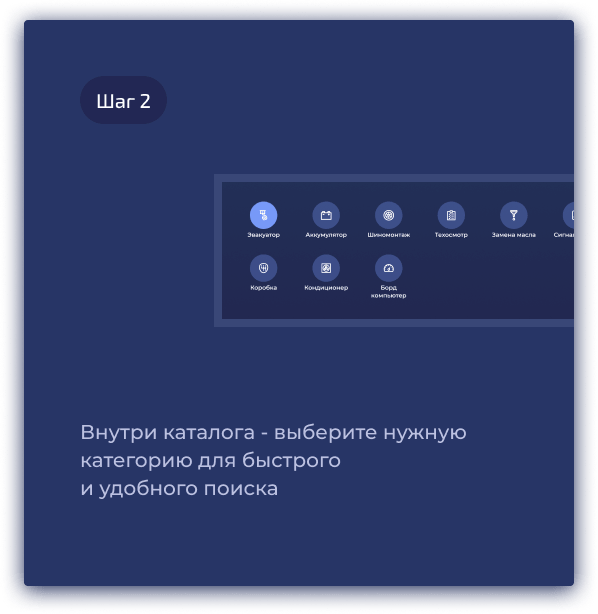 Шаг 2
Эвакуатор Аккумулятор Шиномонтаж Техосмотр Замена масла Сигна
Коробка Кондиционер Борд
компьютер
Внутри каталога - выберите нужную
категорию для быстрого
и удобного поиска